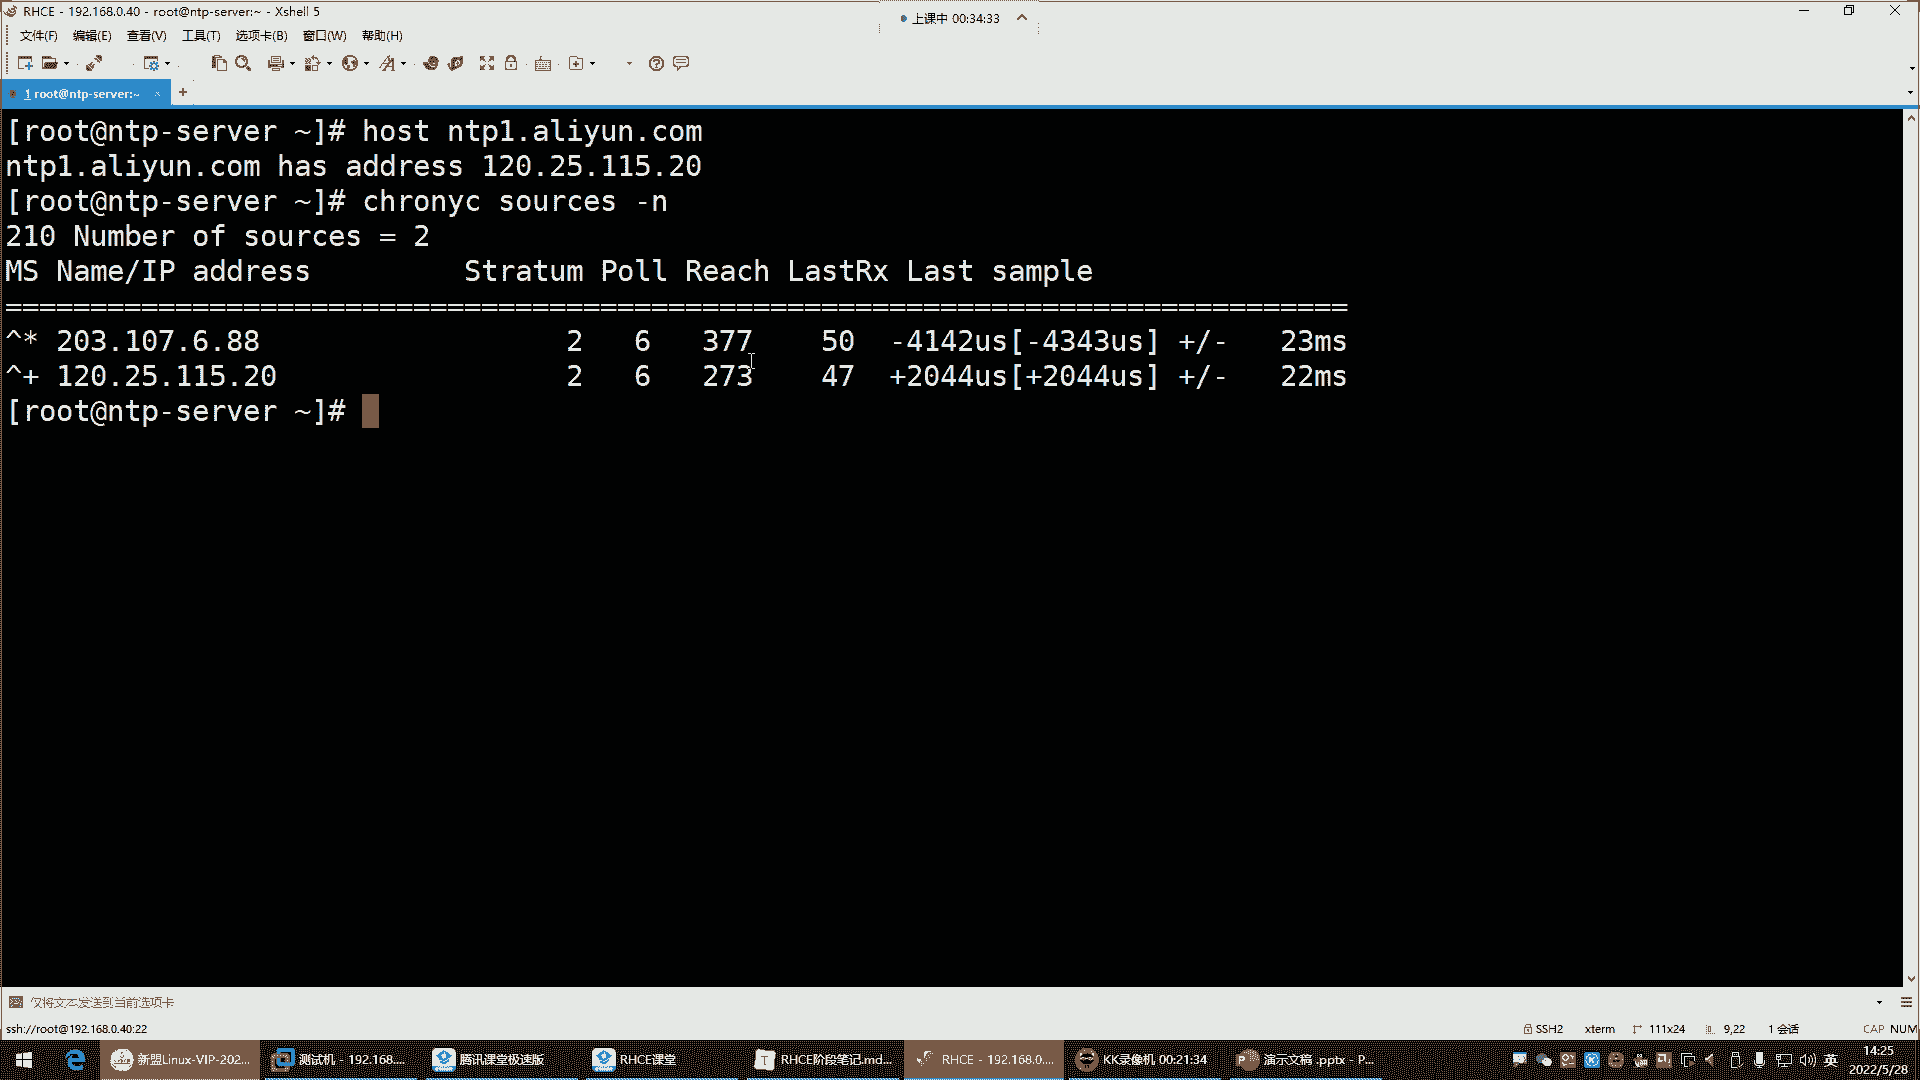 RHCE - 192.168.0.40 - root@ntp-server:~ - Xshell 5
上课中 00:34:33
文件(F) 编辑(E) 查看(V) 工具(T) 选项卡(B) 窗口(W) 帮助(H)
1 root@ntp-server:~
[root@ntp-server ~]# host ntp1.aliyun.com
ntp1.aliyun.com has address 120.25.115.20
[root@ntp-server ~]# chronyc sources -n
210 Number of sources = 2
MS Name/IP address Stratum Poll Reach LastRx Last sample
===============================================================================
^* 203.107.6.88 2 6 377 50 -4142us[-4343us] +/- 23ms
^+ 120.25.115.20 2 6 273 47 +2044us[+2044us] +/- 22ms
[root@ntp-server ~]#
仅将文本发送到当前选项卡
ssh://root@192.168.0.40:22
SSH2 xterm 111x24 9,22 1 会话 CAP NUM
新盟Linux-VIP-202... 测试机 - 192.168.... 腾讯课堂极速版 RHCE课堂 RHCE阶段笔记.md... RHCE - 192.168.0.... KK录像机 00:21:34 演示文稿 .pptx - P... 英 14:25
2022/5/28